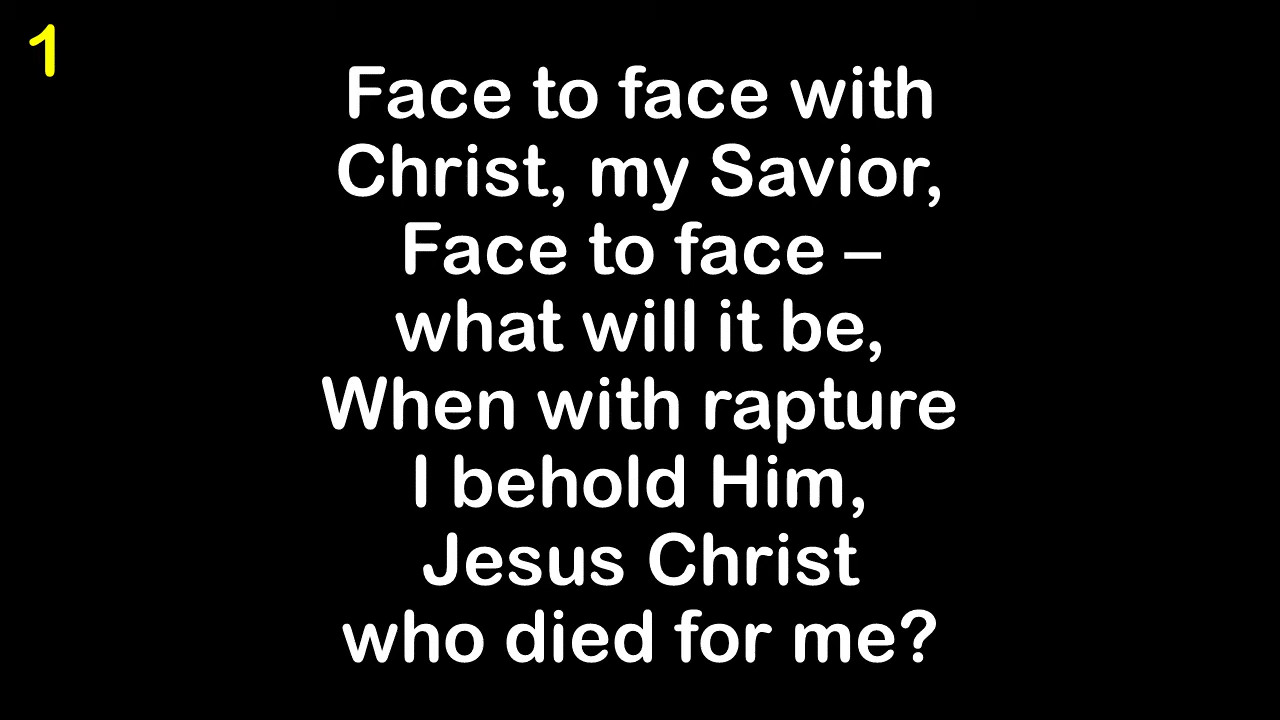 1
Face to face with
Christ, my Savior,
Face to face –
what will it be,
When with rapture
I behold Him,
Jesus Christ
who died for me?